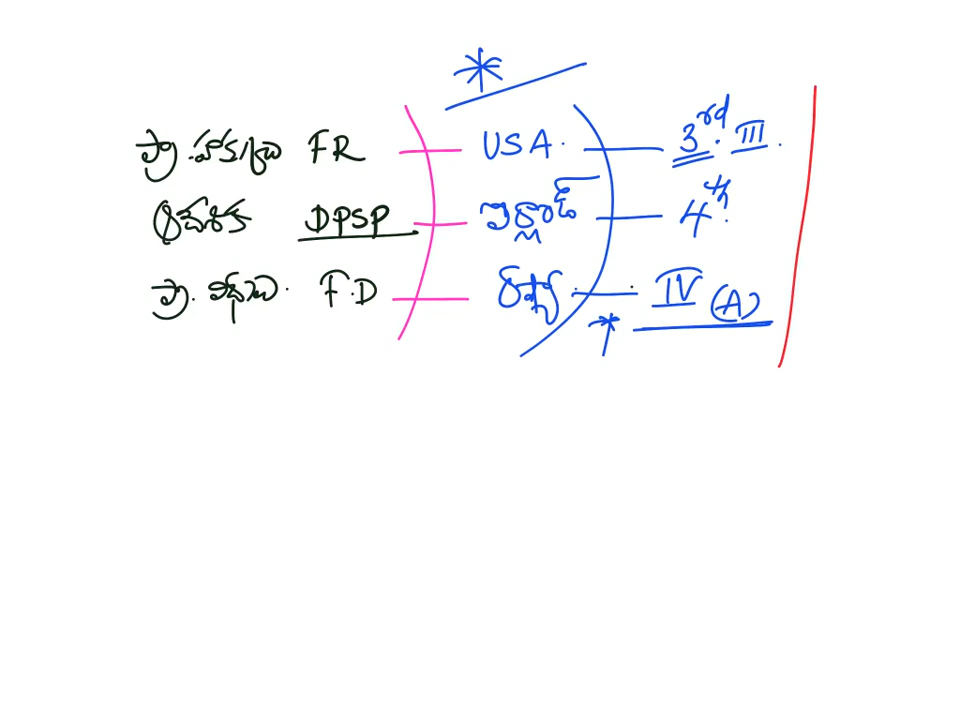 ప్రా. హక్కులు FR USA. 3rd. III.
ఆదేశిక DPSP ఐర్లాండ్ 4th.
ప్రా. విధులు. F.D రష్యా IV (A)